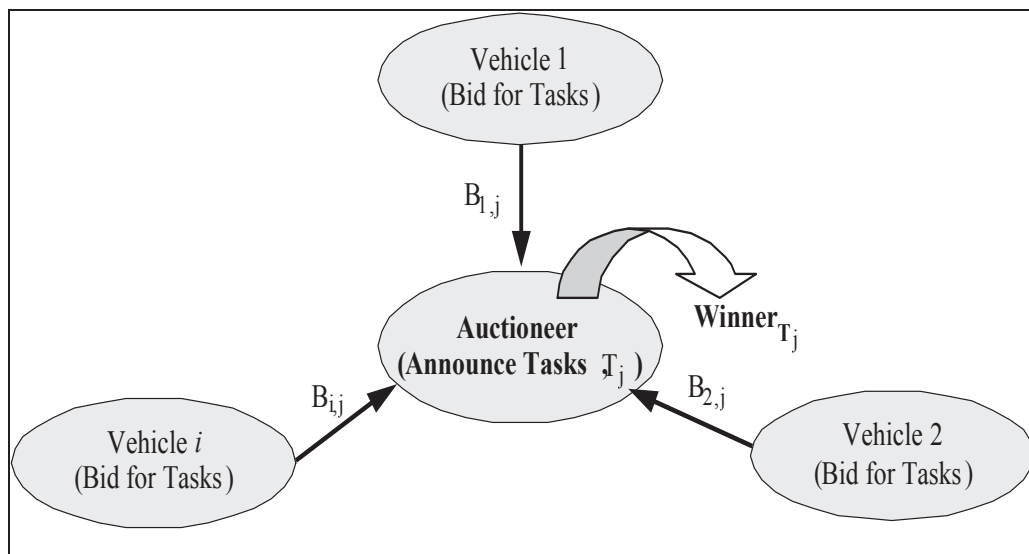 Vehicle 1
(Bid for Tasks)
B1,j
Auctioneer
(Announce Tasks ,Tj )
WinnerTj
Bi,j
B2,j
Vehicle i
(Bid for Tasks)
Vehicle 2
(Bid for Tasks)